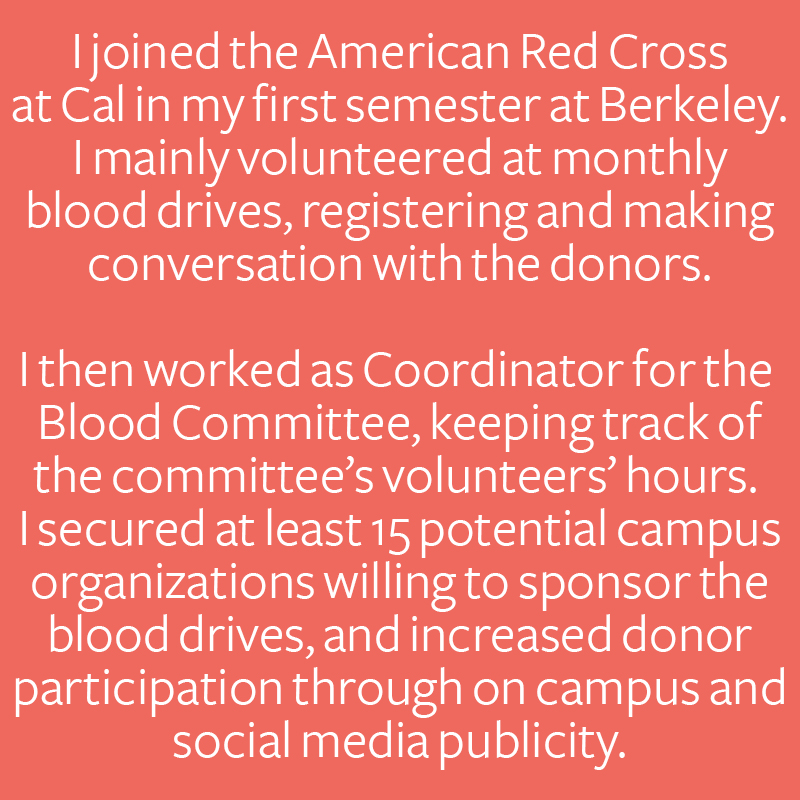 I joined the American Red Cross
at Cal in my first semester at Berkeley.
I mainly volunteered at monthly
blood drives, registering and making
conversation with the donors.
I then worked as Coordinator for the
Blood Committee, keeping track of
the committee’s volunteers’ hours.
I secured at least 15 potential campus
organizations willing to sponsor the
blood drives, and increased donor
participation through on campus and
social media publicity.